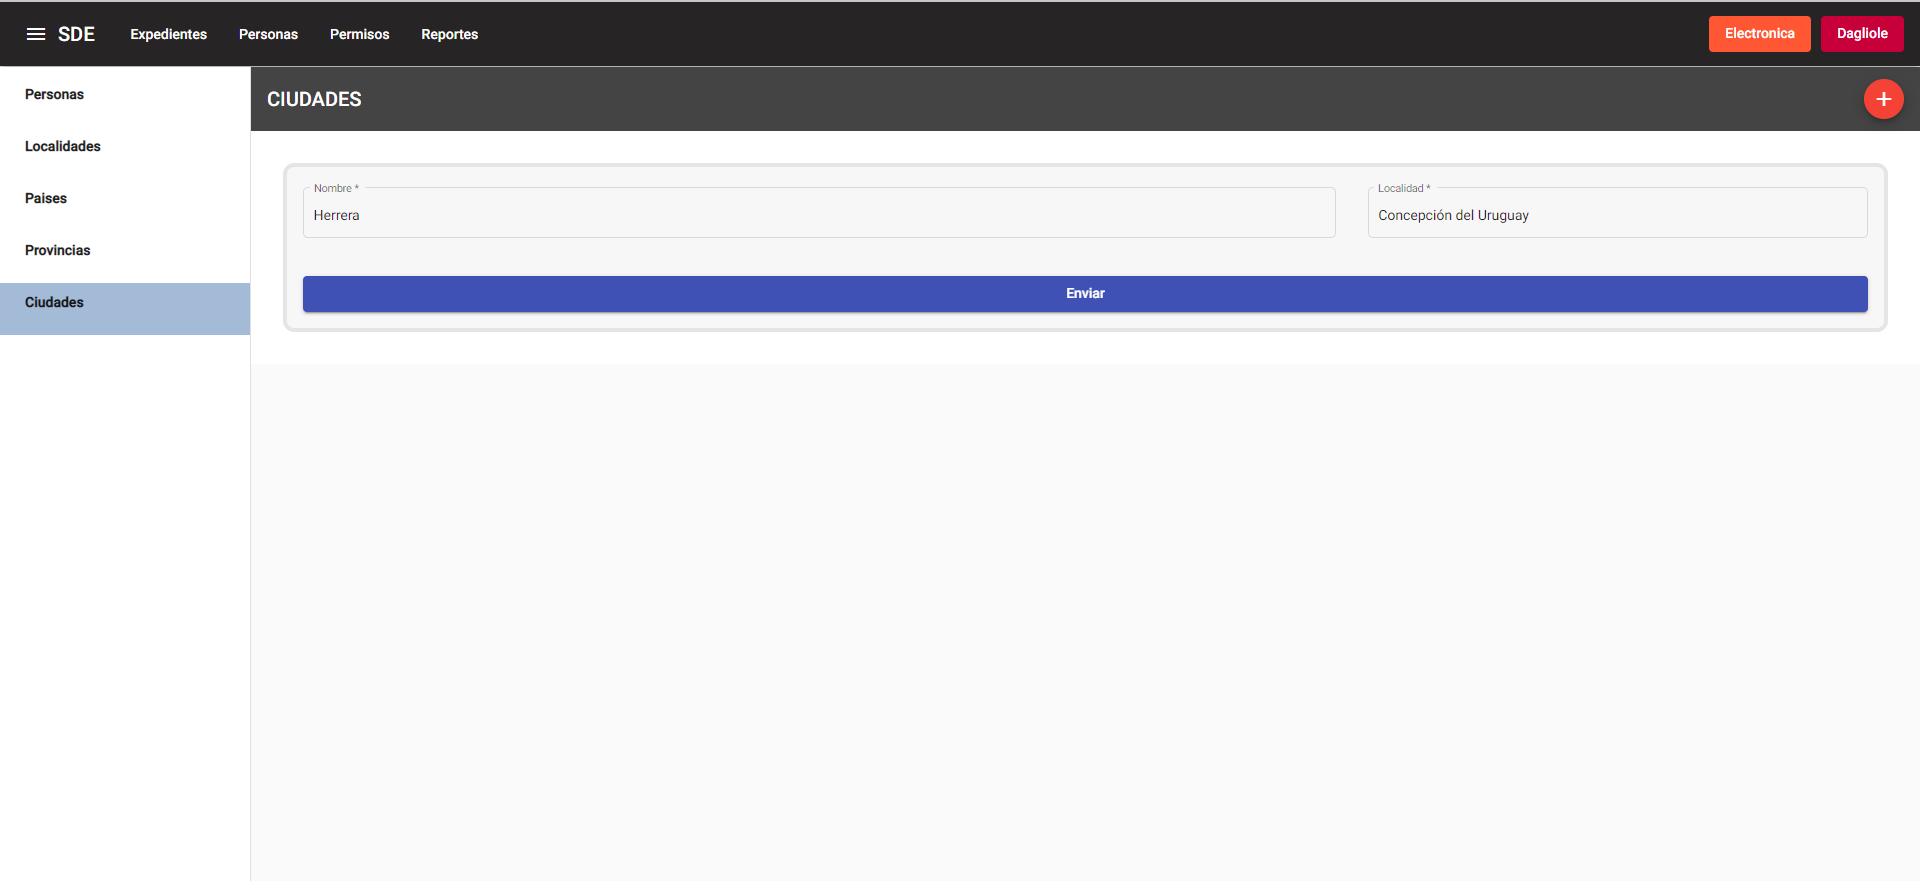 SDE Expedientes Personas Permisos Reportes Electronica Dagliole
Personas
Localidades
Paises
Provincias
Ciudades
CIUDADES
Nombre * Localidad *
Herrera Concepción del Uruguay
Enviar